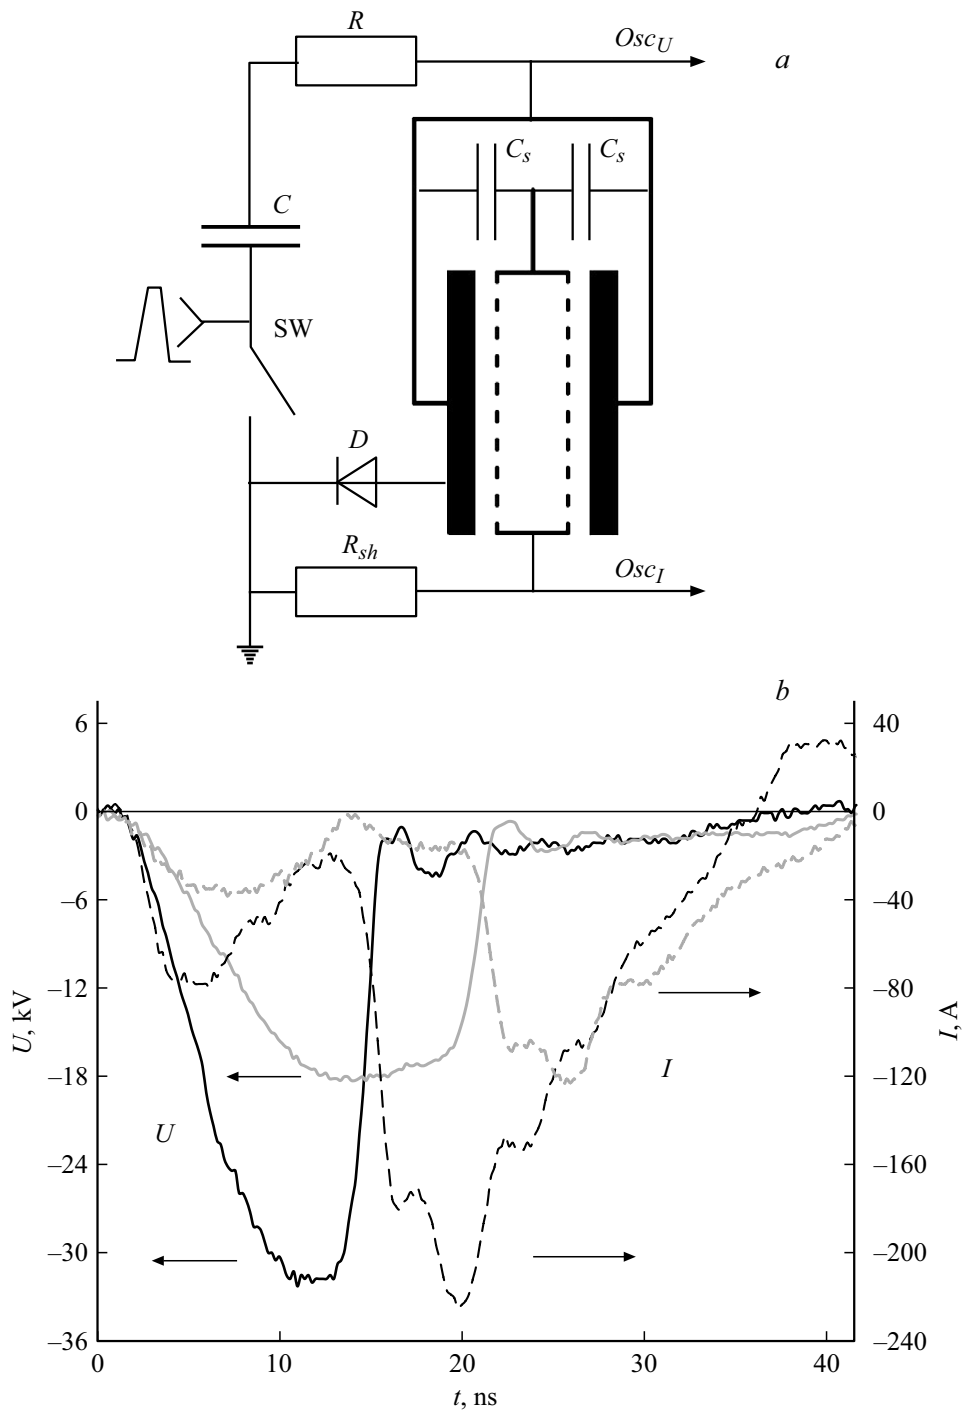 R
Osc_U
a
C_s C_s
C
SW
D
R_sh
Osc_I
b
6 40
0 0
–6 –40
–12 –80
U, kV I, A
–18 I –120
U
–24 –160
–30 –200
–36 –240
0 10 20 30 40
t, ns